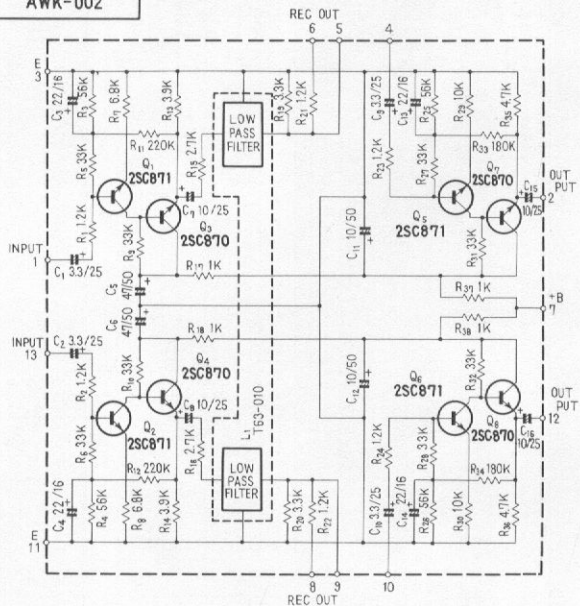 AWK-002
REC OUT
6 5 4
E
3
C3 22/16
R3 56K
R7 6.8K
R13 3.9K
R11 220K
R5 33K
Q1
2SC871
Q3
2SC870
R15 2.7K
C7 10/25
LOW
PASS
FILTER
R19 3.3K
R21 1.2K
C9 3.3/25
C13 22/16
R25 56K
R29 10K
R35 4.7K
R33 180K
R23 1.2K
R27 33K
Q7
2SC870
Q5
2SC871
C15
10/25
OUT
PUT
2
R1 1.2K
INPUT
1
C1 3.3/25
R9 33K
R17 1K
C5
47/50
C11 10/50
R31 33K
R37 1K
+B
7
R38 1K
C6
47/50
R18 1K
INPUT
13
C2 3.3/25
R2 1.2K
R10 33K
Q4
2SC870
C8 10/25
Q2
2SC871
R6 33K
R12 220K
R16 2.7K
L1
T63-010
LOW
PASS
FILTER
C12 10/50
Q6
2SC871
R32 33K
Q8
2SC870
OUT
PUT
12
C16
10/25
R24 1.2K
R28 33K
R34 180K
C4 22/16
R4 56K
R8 6.8K
R14 3.9K
R20 3.3K
R22 1.2K
C10 3.3/25
C14 22/16
R26 56K
R30 10K
R36 4.7K
E
11
8 9 10
REC OUT